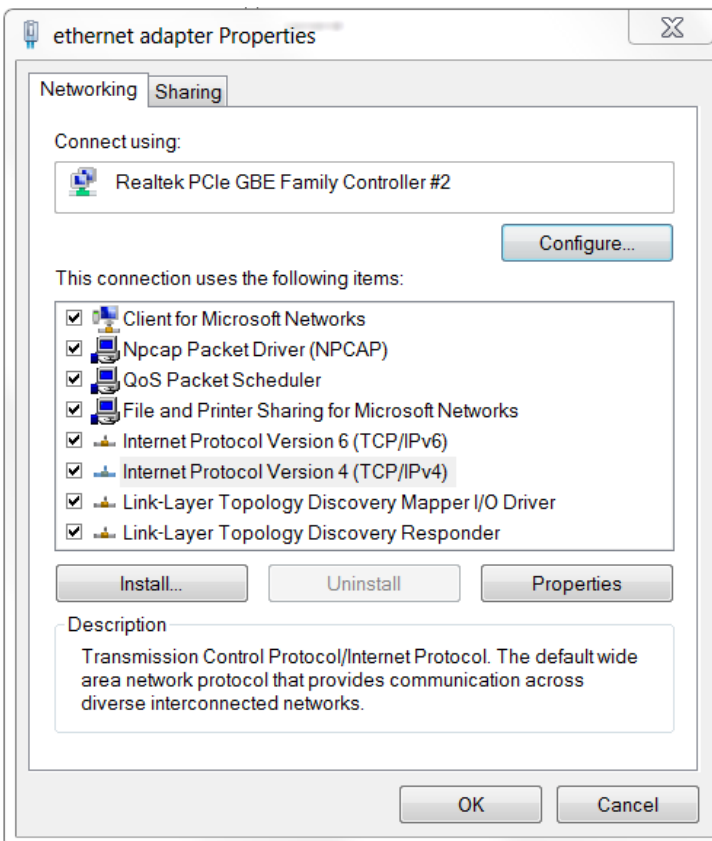 ethernet adapter Properties
Networking
Sharing
Connect using:
Realtek PCIe GBE Family Controller #2
Configure...
This connection uses the following items:
Client for Microsoft Networks
Npcap Packet Driver (NPCAP)
QoS Packet Scheduler
File and Printer Sharing for Microsoft Networks
Internet Protocol Version 6 (TCP/IPv6)
Internet Protocol Version 4 (TCP/IPv4)
Link-Layer Topology Discovery Mapper I/O Driver
Link-Layer Topology Discovery Responder
Install...
Uninstall
Properties
Description
Transmission Control Protocol/Internet Protocol. The default wide
area network protocol that provides communication across
diverse interconnected networks.
OK
Cancel